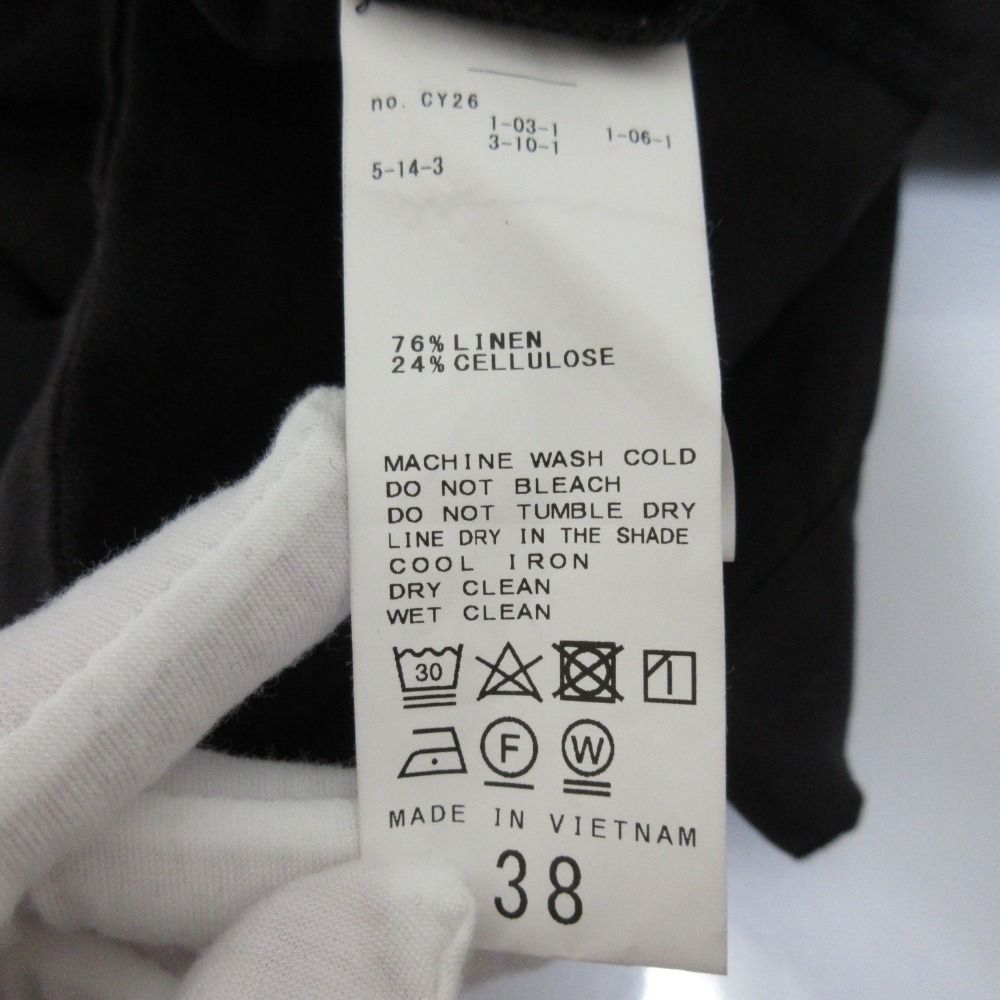 no. CY26
1-03-1 1-06-1
3-10-1
5-14-3
76% LINEN
24% CELLULOSE
MACHINE WASH COLD
DO NOT BLEACH
DO NOT TUMBLE DRY
LINE DRY IN THE SHADE
COOL IRON
DRY CLEAN
WET CLEAN
30
F W
MADE IN VIETNAM
38